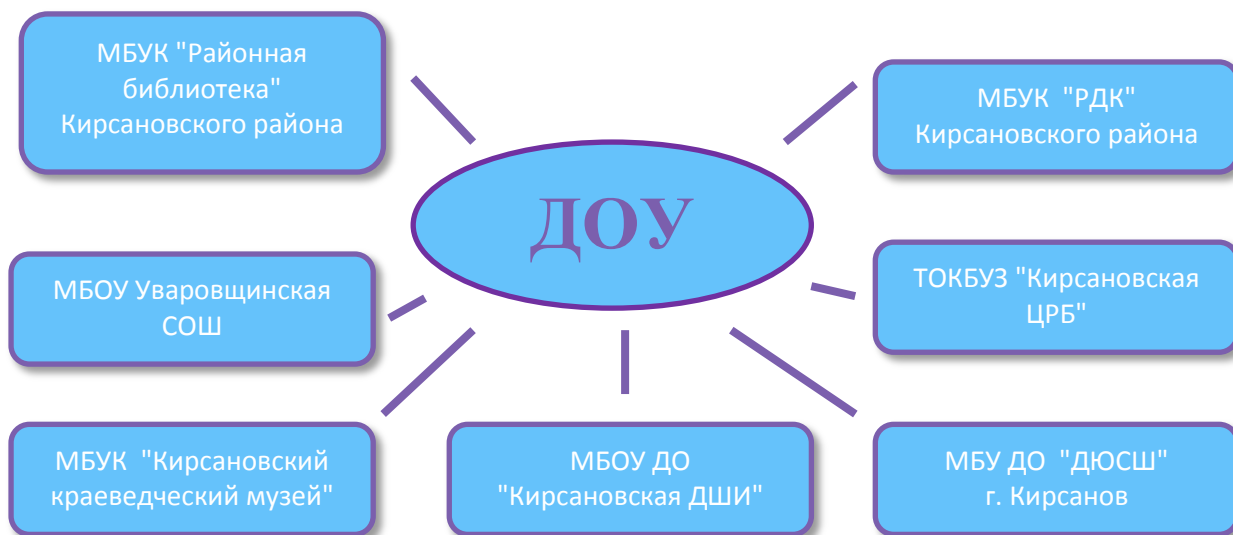 МБУК "Районная
библиотека"
Кирсановского района
МБУК "РДК"
Кирсановского района
ДОУ
МБОУ Уваровщинская
СОШ
ТОКБУЗ "Кирсановская
ЦРБ"
МБУК "Кирсановский
краеведческий музей"
МБОУ ДО
"Кирсановская ДШИ"
МБУ ДО "ДЮСШ"
г. Кирсанов